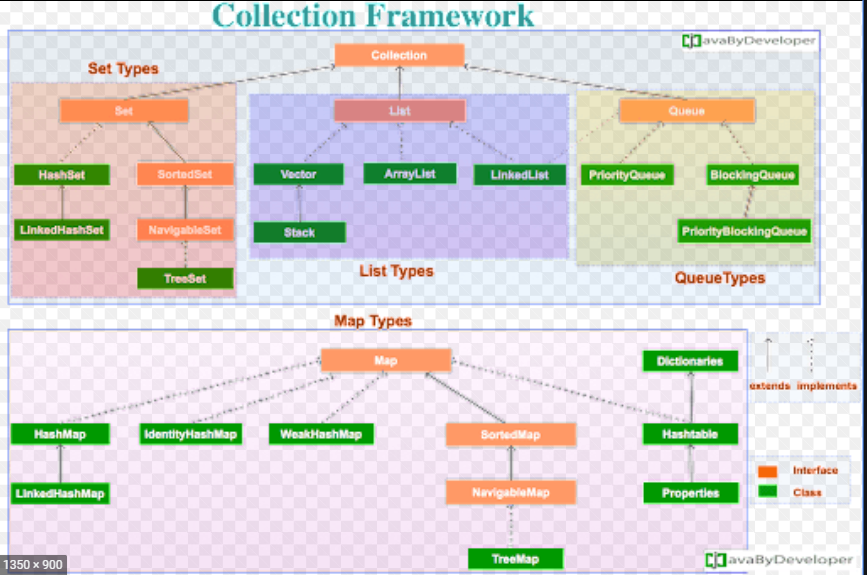 Collection Framework
JavaByDeveloper
Collection
Set Types
Set
List
Queue
HashSet
SortedSet
Vector
ArrayList
LinkedList
PriorityQueue
BlockingQueue
LinkedHashSet
NavigableSet
Stack
PriorityBlockingQueue
TreeSet
List Types
QueueTypes
Map Types
Map
Dictionaries
extends implements
HashMap
IdentityHashMap
WeakHashMap
SortedMap
Hashtable
Interface
Class
LinkedHashMap
NavigableMap
Properties
TreeMap
JavaByDeveloper
1350 × 900